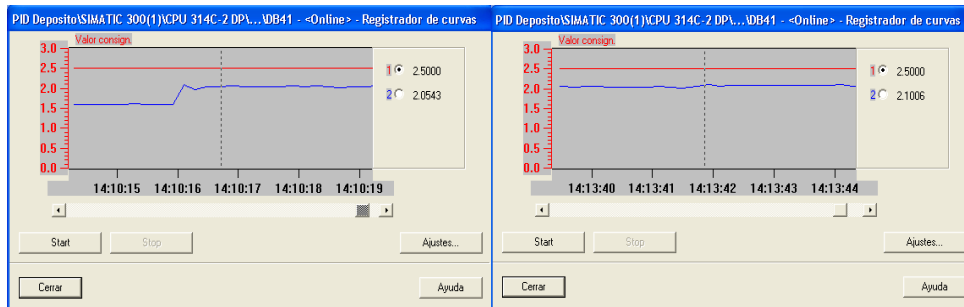 PID Deposito\SIMATIC 300(1)\CPU 314C-2 DP\...\DB41 - <Online> - Registrador de curvas
Valor consign.
3.0
2.5
2.0
1.5
1.0
0.5
0.0
1 2.5000
2 2.0543
14:10:15 14:10:16 14:10:17 14:10:18 14:10:19
Start Stop Ajustes...
Cerrar Ayuda
PID Deposito\SIMATIC 300(1)\CPU 314C-2 DP\...\DB41 - <Online> - Registrador de curvas
Valor consign.
3.0
2.5
2.0
1.5
1.0
0.5
0.0
1 2.5000
2 2.1006
14:13:40 14:13:41 14:13:42 14:13:43 14:13:44
Start Stop Ajustes...
Cerrar Ayuda